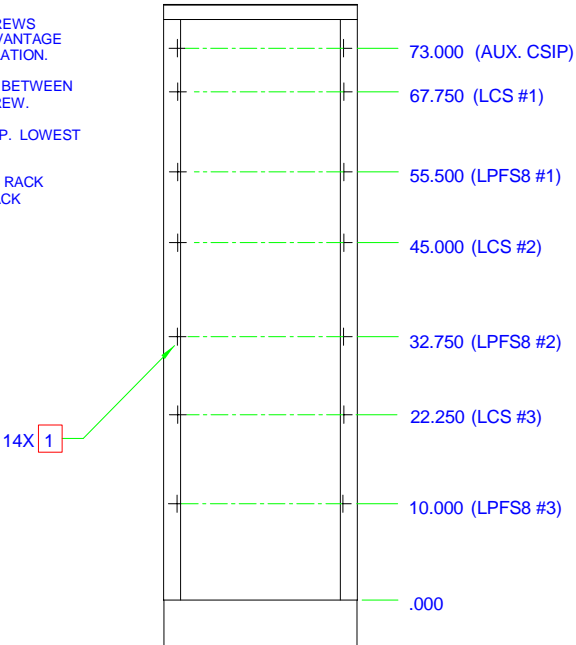 REWS
VANTAGE
ATION.
BETWEEN
REW.
P. LOWEST
RACK
ACK
73.000 (AUX. CSIP)
67.750 (LCS #1)
55.500 (LPFS8 #1)
45.000 (LCS #2)
32.750 (LPFS8 #2)
22.250 (LCS #3)
14X 1
10.000 (LPFS8 #3)
.000